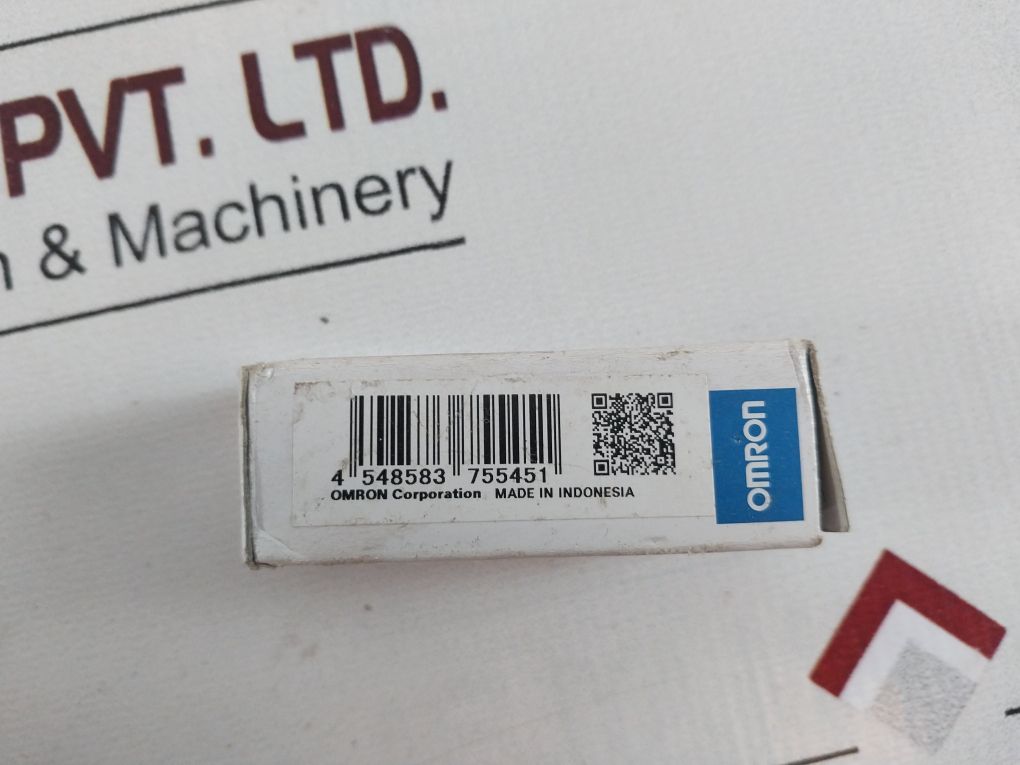 PVT. LTD.
& Machinery
4 548583 755451
OMRON Corporation MADE IN INDONESIA
OMRON